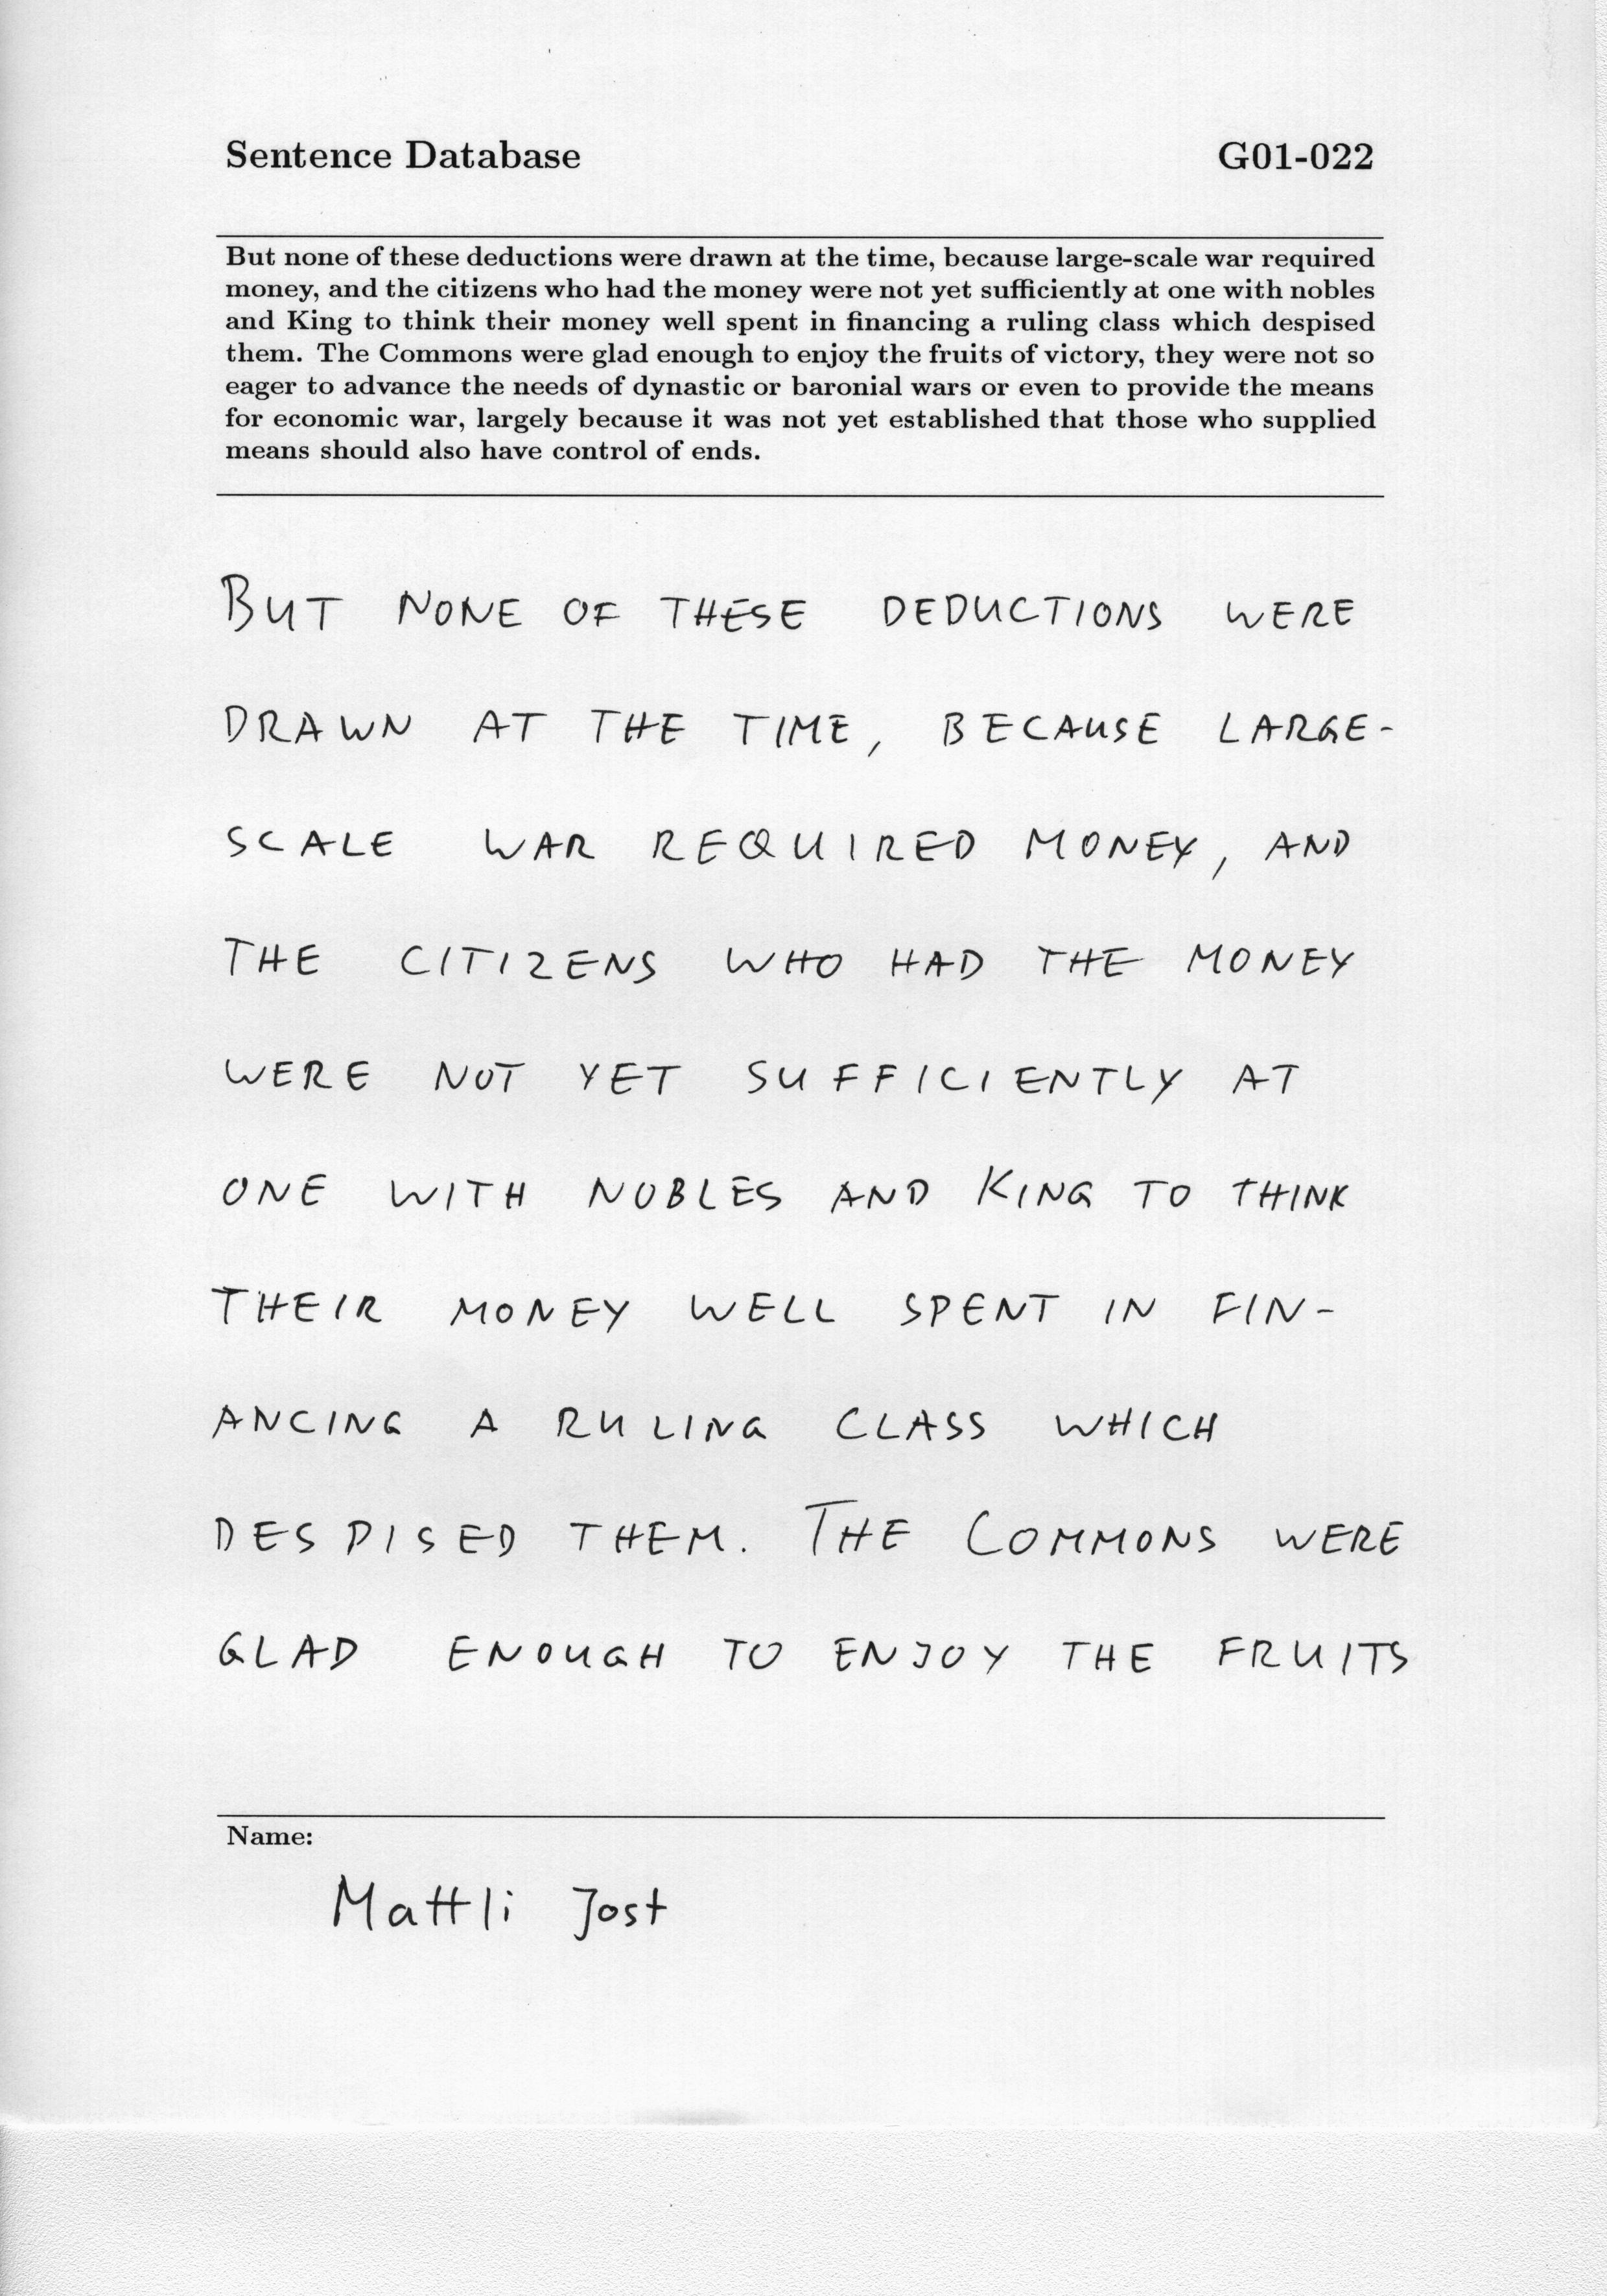 Sentence Database G01-022
But none of these deductions were drawn at the time, because large-scale war required
money, and the citizens who had the money were not yet sufficiently at one with nobles
and King to think their money well spent in financing a ruling class which despised
them. The Commons were glad enough to enjoy the fruits of victory, they were not so
eager to advance the needs of dynastic or baronial wars or even to provide the means
for economic war, largely because it was not yet established that those who supplied
means should also have control of ends.
BUT NONE OF THESE DEDUCTIONS WERE
DRAWN AT THE TIME, BECAUSE LARGE-
SCALE WAR REQUIRED MONEY, AND
THE CITIZENS WHO HAD THE MONEY
WERE NOT YET SUFFICIENTLY AT
ONE WITH NOBLES AND KING TO THINK
THEIR MONEY WELL SPENT IN FIN-
ANCING A RULING CLASS WHICH
DESPISED THEM. THE COMMONS WERE
GLAD ENOUGH TO ENJOY THE FRUITS
Name:
Mattli Jost